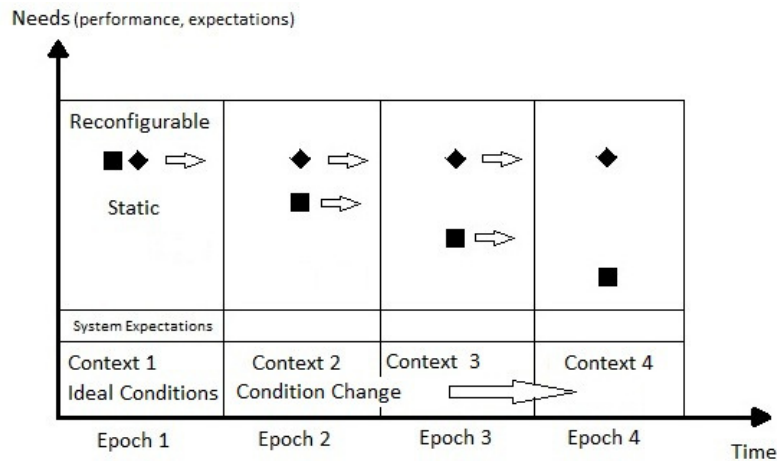 Needs (performance, expectations)
Reconfigurable
Static
System Expectations
Context 1
Context 2
Context 3
Context 4
Ideal Conditions
Condition Change
Epoch 1
Epoch 2
Epoch 3
Epoch 4
Time